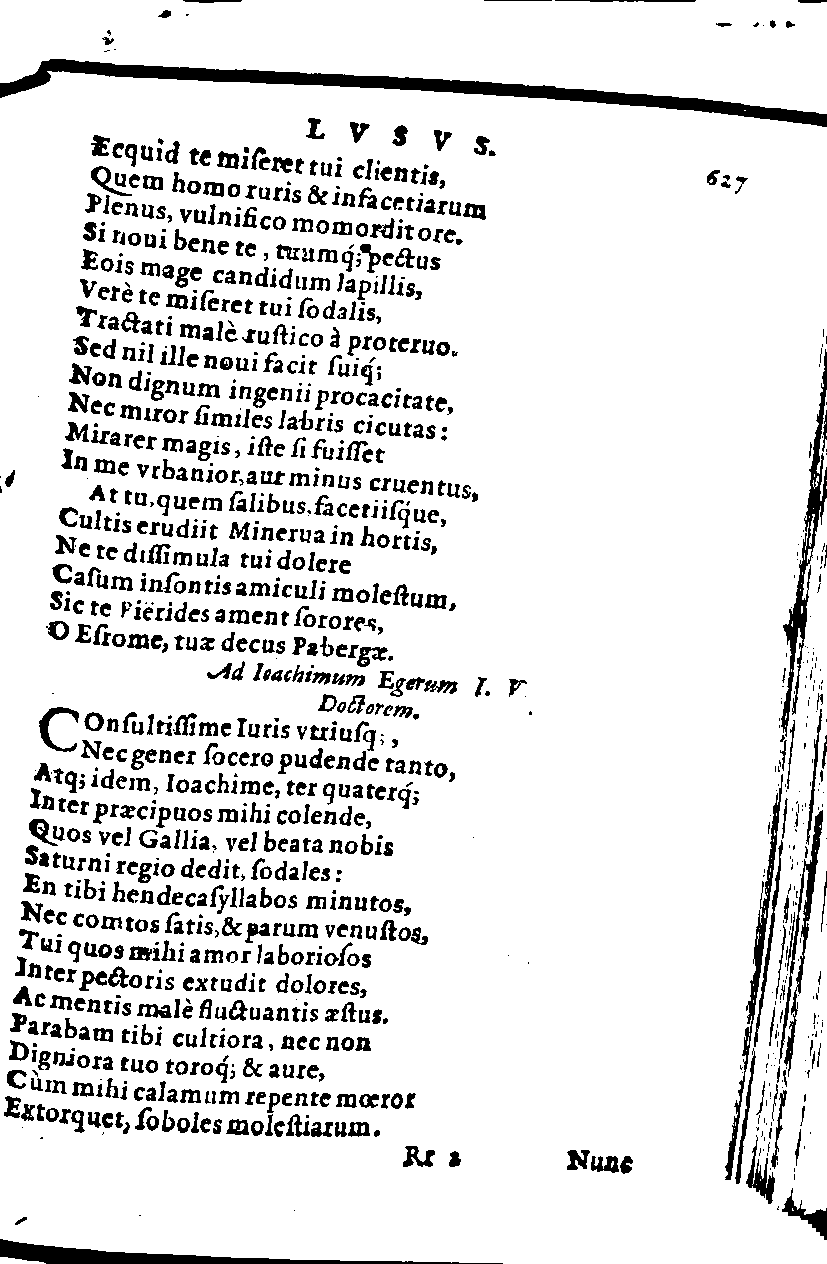 LVSVS.
627
Ecquid te miſeret tui clientis,
Quem homo ruris & infacetiarum
Plenus, vulnifico momordit ore.
Si noui bene te, tuumq́; pectus
Eois mage candidum lapillis,
Verè te miſeret tui ſodalis,
Tractati malè ruſtico à proteruo.
Sed nil ille noui facit ſuiq́;
Non dignum ingenii procacitate,
Nec miror ſimiles labris cicutas:
Mirarer magis, iſte ſi fuiſſet
In me vrbanior, aut minus cruentus,
At tu, quem ſalibus, facetiiſq́ue,
Cultis erudiit Minerua in hortis,
Ne te diſſimula tui dolere
Caſum inſontis amiculi moleſtum,
Sic te Piërides ament ſorores,
O Eſtome, tuæ decus Pabergæ.
Ad Ioachimum Egerum I. V
Doctorem.
COnſultiſſime Iuris vtriuſq;,
Nec gener ſocero pudende tanto,
Atq; idem, Ioachime, ter quaterq́;
Inter præcipuos mihi colende,
Quos vel Gallia, vel beata nobis
Saturni regio dedit, ſodales:
En tibi hendecaſyllabos minutos,
Nec comtos ſatis, & parum venuſtos,
Tui quos mihi amor laborioſos
Inter pectoris extudit dolores,
Ac mentis malè fluctuantis æſtus.
Parabam tibi cultiora, nec non
Digniora tuo toroq́; & aure,
Cùm mihi calamum repente mœror
Extorquet, ſoboles moleſtiarum.
Rr 2 Nunc